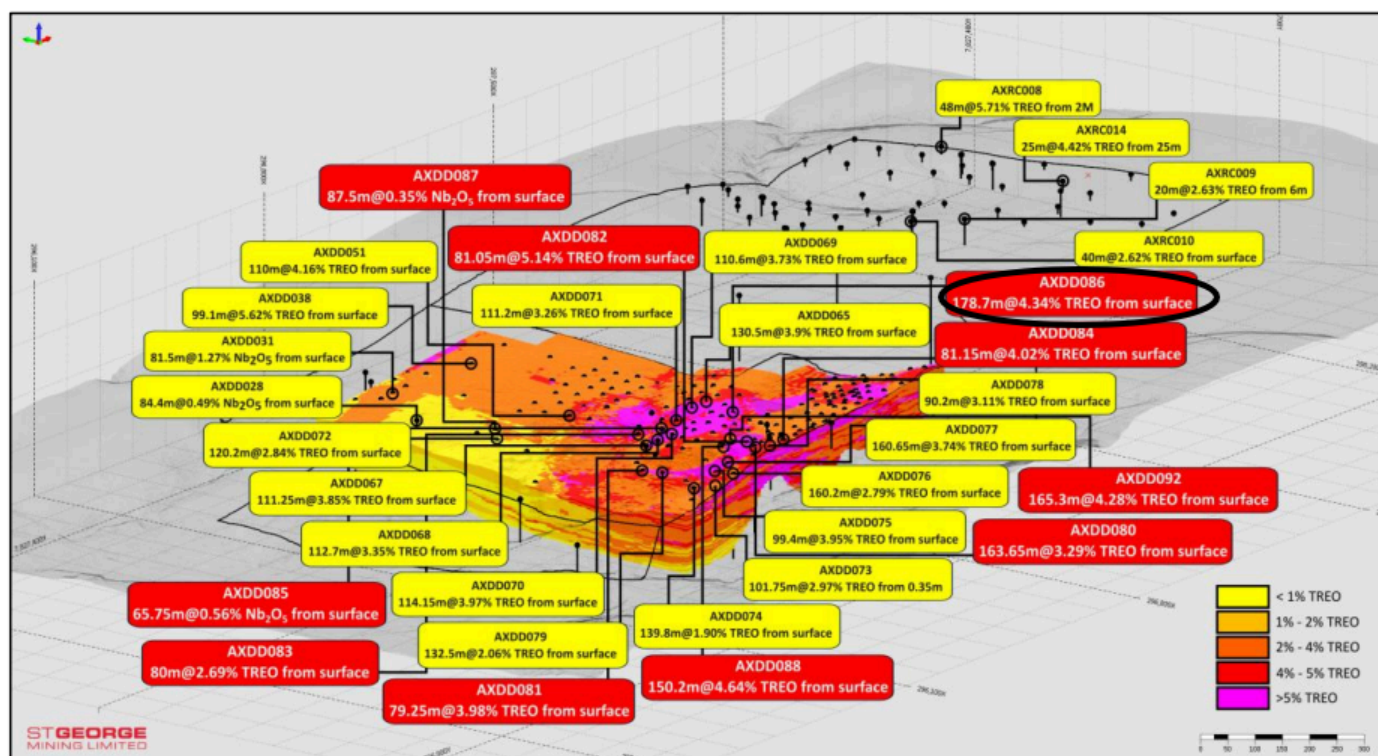 AXRC008
48m@5.71% TREO from 2M
AXRC014
25m@4.42% TREO from 25m
AXRC009
20m@2.63% TREO from 6m
AXRC010
40m@2.62% TREO from 6m
AXDD087
87.5m@0.35% Nb₂O₅ from surface
AXDD082
81.05m@5.14% TREO from surface
AXDD069
110.6m@3.73% TREO from surface
AXDD051
110m@4.16% TREO from surface
AXDD086
178.7m@4.34% TREO from surface
AXDD038
99.1m@5.62% TREO from surface
AXDD071
111.2m@3.26% TREO from surface
AXDD065
130.5m@3.9% TREO from surface
AXDD084
81.15m@4.02% TREO from surface
AXDD031
81.5m@1.27% Nb₂O₅ from surface
AXDD028
84.4m@0.49% Nb₂O₅ from surface
AXDD078
90.2m@3.11% TREO from surface
AXDD072
120.2m@2.84% TREO from surface
AXDD077
160.65m@3.74% TREO from surface
AXDD067
111.25m@3.85% TREO from surface
AXDD076
160.2m@2.79% TREO from surface
AXDD092
165.3m@4.28% TREO from surface
AXDD068
112.7m@3.35% TREO from surface
AXDD075
99.4m@3.95% TREO from surface
AXDD080
163.65m@3.29% TREO from surface
AXDD085
65.75m@0.56% Nb₂O₅ from surface
AXDD070
114.15m@3.97% TREO from surface
AXDD073
101.75m@2.97% TREO from 0.35m
AXDD079
132.5m@2.06% TREO from surface
AXDD074
139.8m@1.90% TREO from surface
AXDD083
80m@2.69% TREO from surface
AXDD081
79.25m@3.98% TREO from surface
AXDD088
150.2m@4.64% TREO from surface
< 1% TREO
1% - 2% TREO
2% - 4% TREO
4% - 5% TREO
>5% TREO
ST GEORGE
MINING LIMITED
0 50 100 150 200 250 300